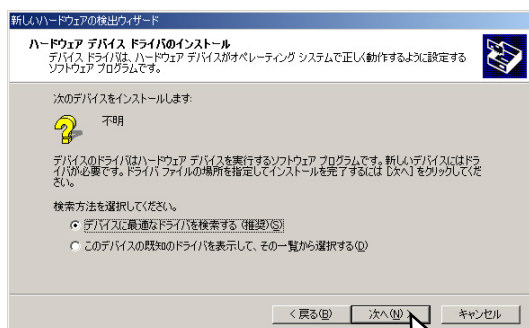 新しいハードウェアの検出ウィザード
ハードウェア デバイス ドライバのインストール
デバイス ドライバは、ハードウェア デバイスがオペレーティング システムで正しく動作するように設定する
ソフトウェア プログラムです。
次のデバイスをインストールします:
不明
デバイスのドライバはハードウェア デバイスを実行するソフトウェア プログラムです。新しいデバイスにはドラ
イバが必要です。ドライバ ファイルの場所を指定してインストールを完了するには [次へ] をクリックしてくだ
さい。
検索方法を選択してください。
デバイスに最適なドライバを検索する (推奨)(S)
このデバイスの既知のドライバを表示して、その一覧から選択する(D)
< 戻る(B) 次へ(N) > キャンセル